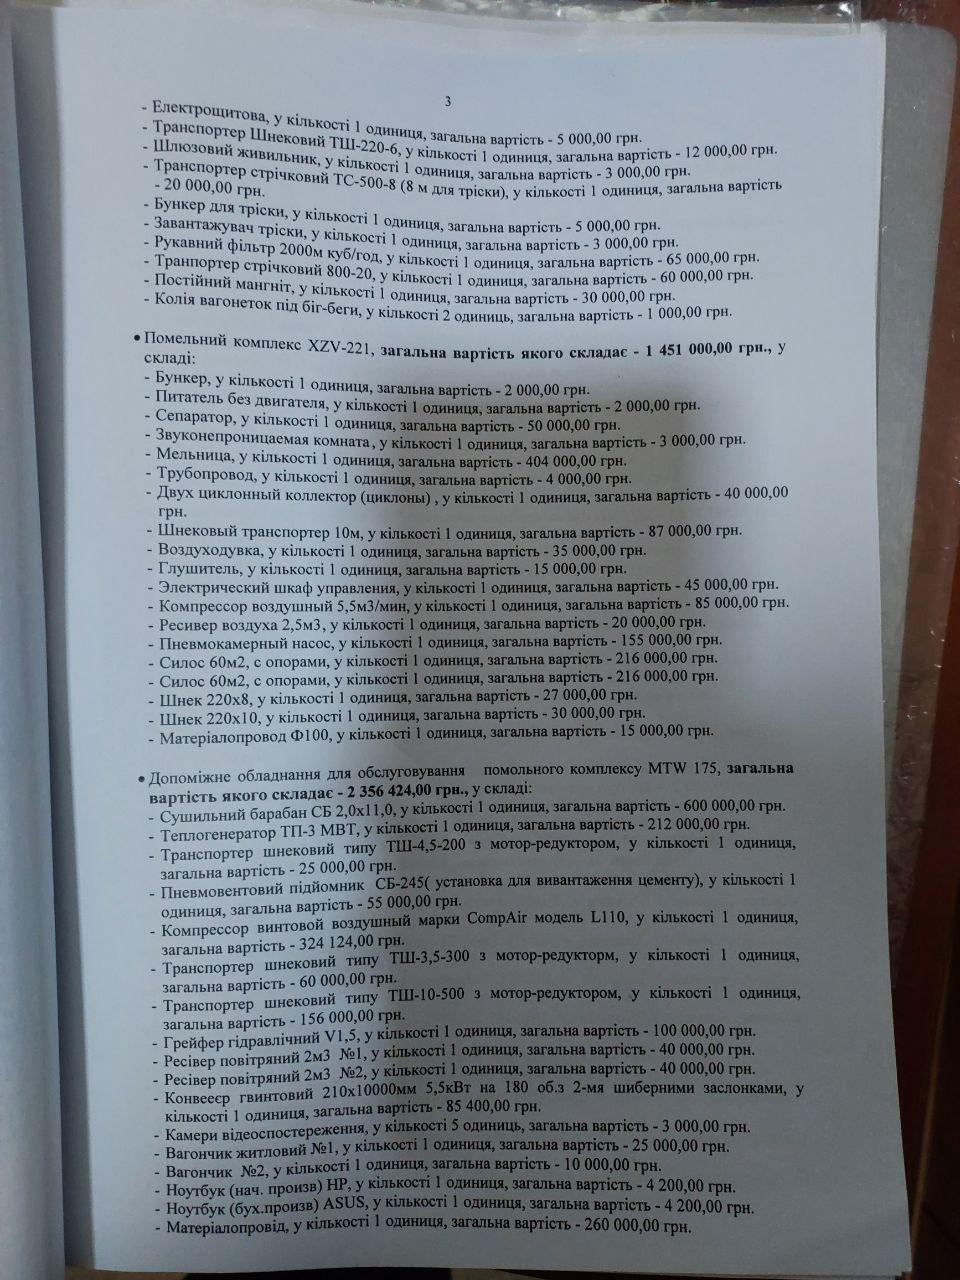 3
- Електрощитова, у кількості 1 одиниця, загальна вартість - 5 000,00 грн.
- Транспортер Шнековий ТШ-220-6, у кількості 1 одиниця, загальна вартість - 12 000,00 грн.
- Шлюзовий живильник, у кількості 1 одиниця, загальна вартість - 3 000,00 грн.
- Транспортер стрічковий ТС-500-8 (8 м для тріски), у кількості 1 одиниця, загальна вартість
- 20 000,00 грн.
- Бункер для тріски, у кількості 1 одиниця, загальна вартість - 5 000,00 грн.
- Завантажувач тріски, у кількості 1 одиниця, загальна вартість - 3 000,00 грн.
- Рукавний фільтр 2000м куб/год, у кількості 1 одиниця, загальна вартість - 65 000,00 грн.
- Транпортер стрічковий 800-20, у кількості 1 одиниця, загальна вартість - 60 000,00 грн.
- Постійний мангніт, у кількості 1 одиниця, загальна вартість - 30 000,00 грн.
- Колія вагонеток під біг-беги, у кількості 2 одиниць, загальна вартість - 1 000,00 грн.
• Помельний комплекс XZV-221, загальна вартість якого складає - 1 451 000,00 грн., у
складі:
- Бункер, у кількості 1 одиниця, загальна вартість - 2 000,00 грн.
- Питатель без двигателя, у кількості 1 одиниця, загальна вартість - 2 000,00 грн.
- Сепаратор, у кількості 1 одиниця, загальна вартість - 50 000,00 грн.
- Звуконепроницаемая комната, у кількості 1 одиниця, загальна вартість - 3 000,00 грн.
- Мельница, у кількості 1 одиниця, загальна вартість - 404 000,00 грн.
- Трубопровод, у кількості 1 одиниця, загальна вартість - 4 000,00 грн.
- Двух циклонный коллектор (циклоны) , у кількості 1 одиниця, загальна вартість - 40 000,00
грн.
- Шнековый транспортер 10м, у кількості 1 одиниця, загальна вартість - 87 000,00 грн.
- Воздуходувка, у кількості 1 одиниця, загальна вартість - 35 000,00 грн.
- Глушитель, у кількості 1 одиниця, загальна вартість - 15 000,00 грн.
- Электрический шкаф управления, у кількості 1 одиниця, загальна вартість - 45 000,00 грн.
- Компрессор воздушный 5,5м3/мин, у кількості 1 одиниця, загальна вартість - 85 000,00 грн.
- Ресивер воздуха 2,5м3, у кількості 1 одиниця, загальна вартість - 20 000,00 грн.
- Пневмокамерный насос, у кількості 1 одиниця, загальна вартість - 155 000,00 грн.
- Силос 60м2, с опорами, у кількості 1 одиниця, загальна вартість - 216 000,00 грн.
- Силос 60м2, с опорами, у кількості 1 одиниця, загальна вартість - 216 000,00 грн.
- Шнек 220х8, у кількості 1 одиниця, загальна вартість - 27 000,00 грн.
- Шнек 220х10, у кількості 1 одиниця, загальна вартість - 30 000,00 грн.
- Матеріалопровод Ф100, у кількості 1 одиниця, загальна вартість - 15 000,00 грн.
• Допоміжне обладнання для обслуговування помольного комплексу MTW 175, загальна
вартість якого складає - 2 356 424,00 грн., у складі:
- Сушильний барабан СБ 2,0х11,0, у кількості 1 одиниця, загальна вартість - 600 000,00 грн.
- Теплогенератор ТП-3 МВТ, у кількості 1 одиниця, загальна вартість - 212 000,00 грн.
- Транспортер шнековий типу ТШ-4,5-200 з мотор-редуктором, у кількості 1 одиниця,
загальна вартість - 25 000,00 грн.
- Пневмовентовий підйомник СБ-245( установка для вивантаження цементу), у кількості 1
одиниця, загальна вартість - 55 000,00 грн.
- Компрессор винтовой воздушный марки CompAir модель L110, у кількості 1 одиниця,
загальна вартість - 324 124,00 грн.
- Транспортер шнековий типу ТШ-3,5-300 з мотор-редукторм, у кількості 1 одиниця,
загальна вартість - 60 000,00 грн.
- Транспортер шнековий типу ТШ-10-500 з мотор-редуктором, у кількості 1 одиниця,
загальна вартість - 156 000,00 грн.
- Грейфер гідравлічний V1,5, у кількості 1 одиниця, загальна вартість - 100 000,00 грн.
- Ресівер повітряний 2м3 №1, у кількості 1 одиниця, загальна вартість - 40 000,00 грн.
- Ресівер повітряний 2м3 №2, у кількості 1 одиниця, загальна вартість - 40 000,00 грн.
- Конвеєєр гвинтовий 210х10000мм 5,5кВт на 180 об.з 2-мя шиберними заслонками, у
кількості 1 одиниця, загальна вартість - 85 400,00 грн.
- Камери відеоспостереження, у кількості 5 одиниць, загальна вартість - 3 000,00 грн.
- Вагончик житловий №1, у кількості 1 одиниця, загальна вартість - 25 000,00 грн.
- Вагончик №2, у кількості 1 одиниця, загальна вартість - 10 000,00 грн.
- Ноутбук (нач. произв) HP, у кількості 1 одиниця, загальна вартість - 4 200,00 грн.
- Ноутбук (бух.произв) ASUS, у кількості 1 одиниця, загальна вартість - 4 200,00 грн.
- Матеріалопровід, у кількості 1 одиниця, загальна вартість - 260 000,00 грн.